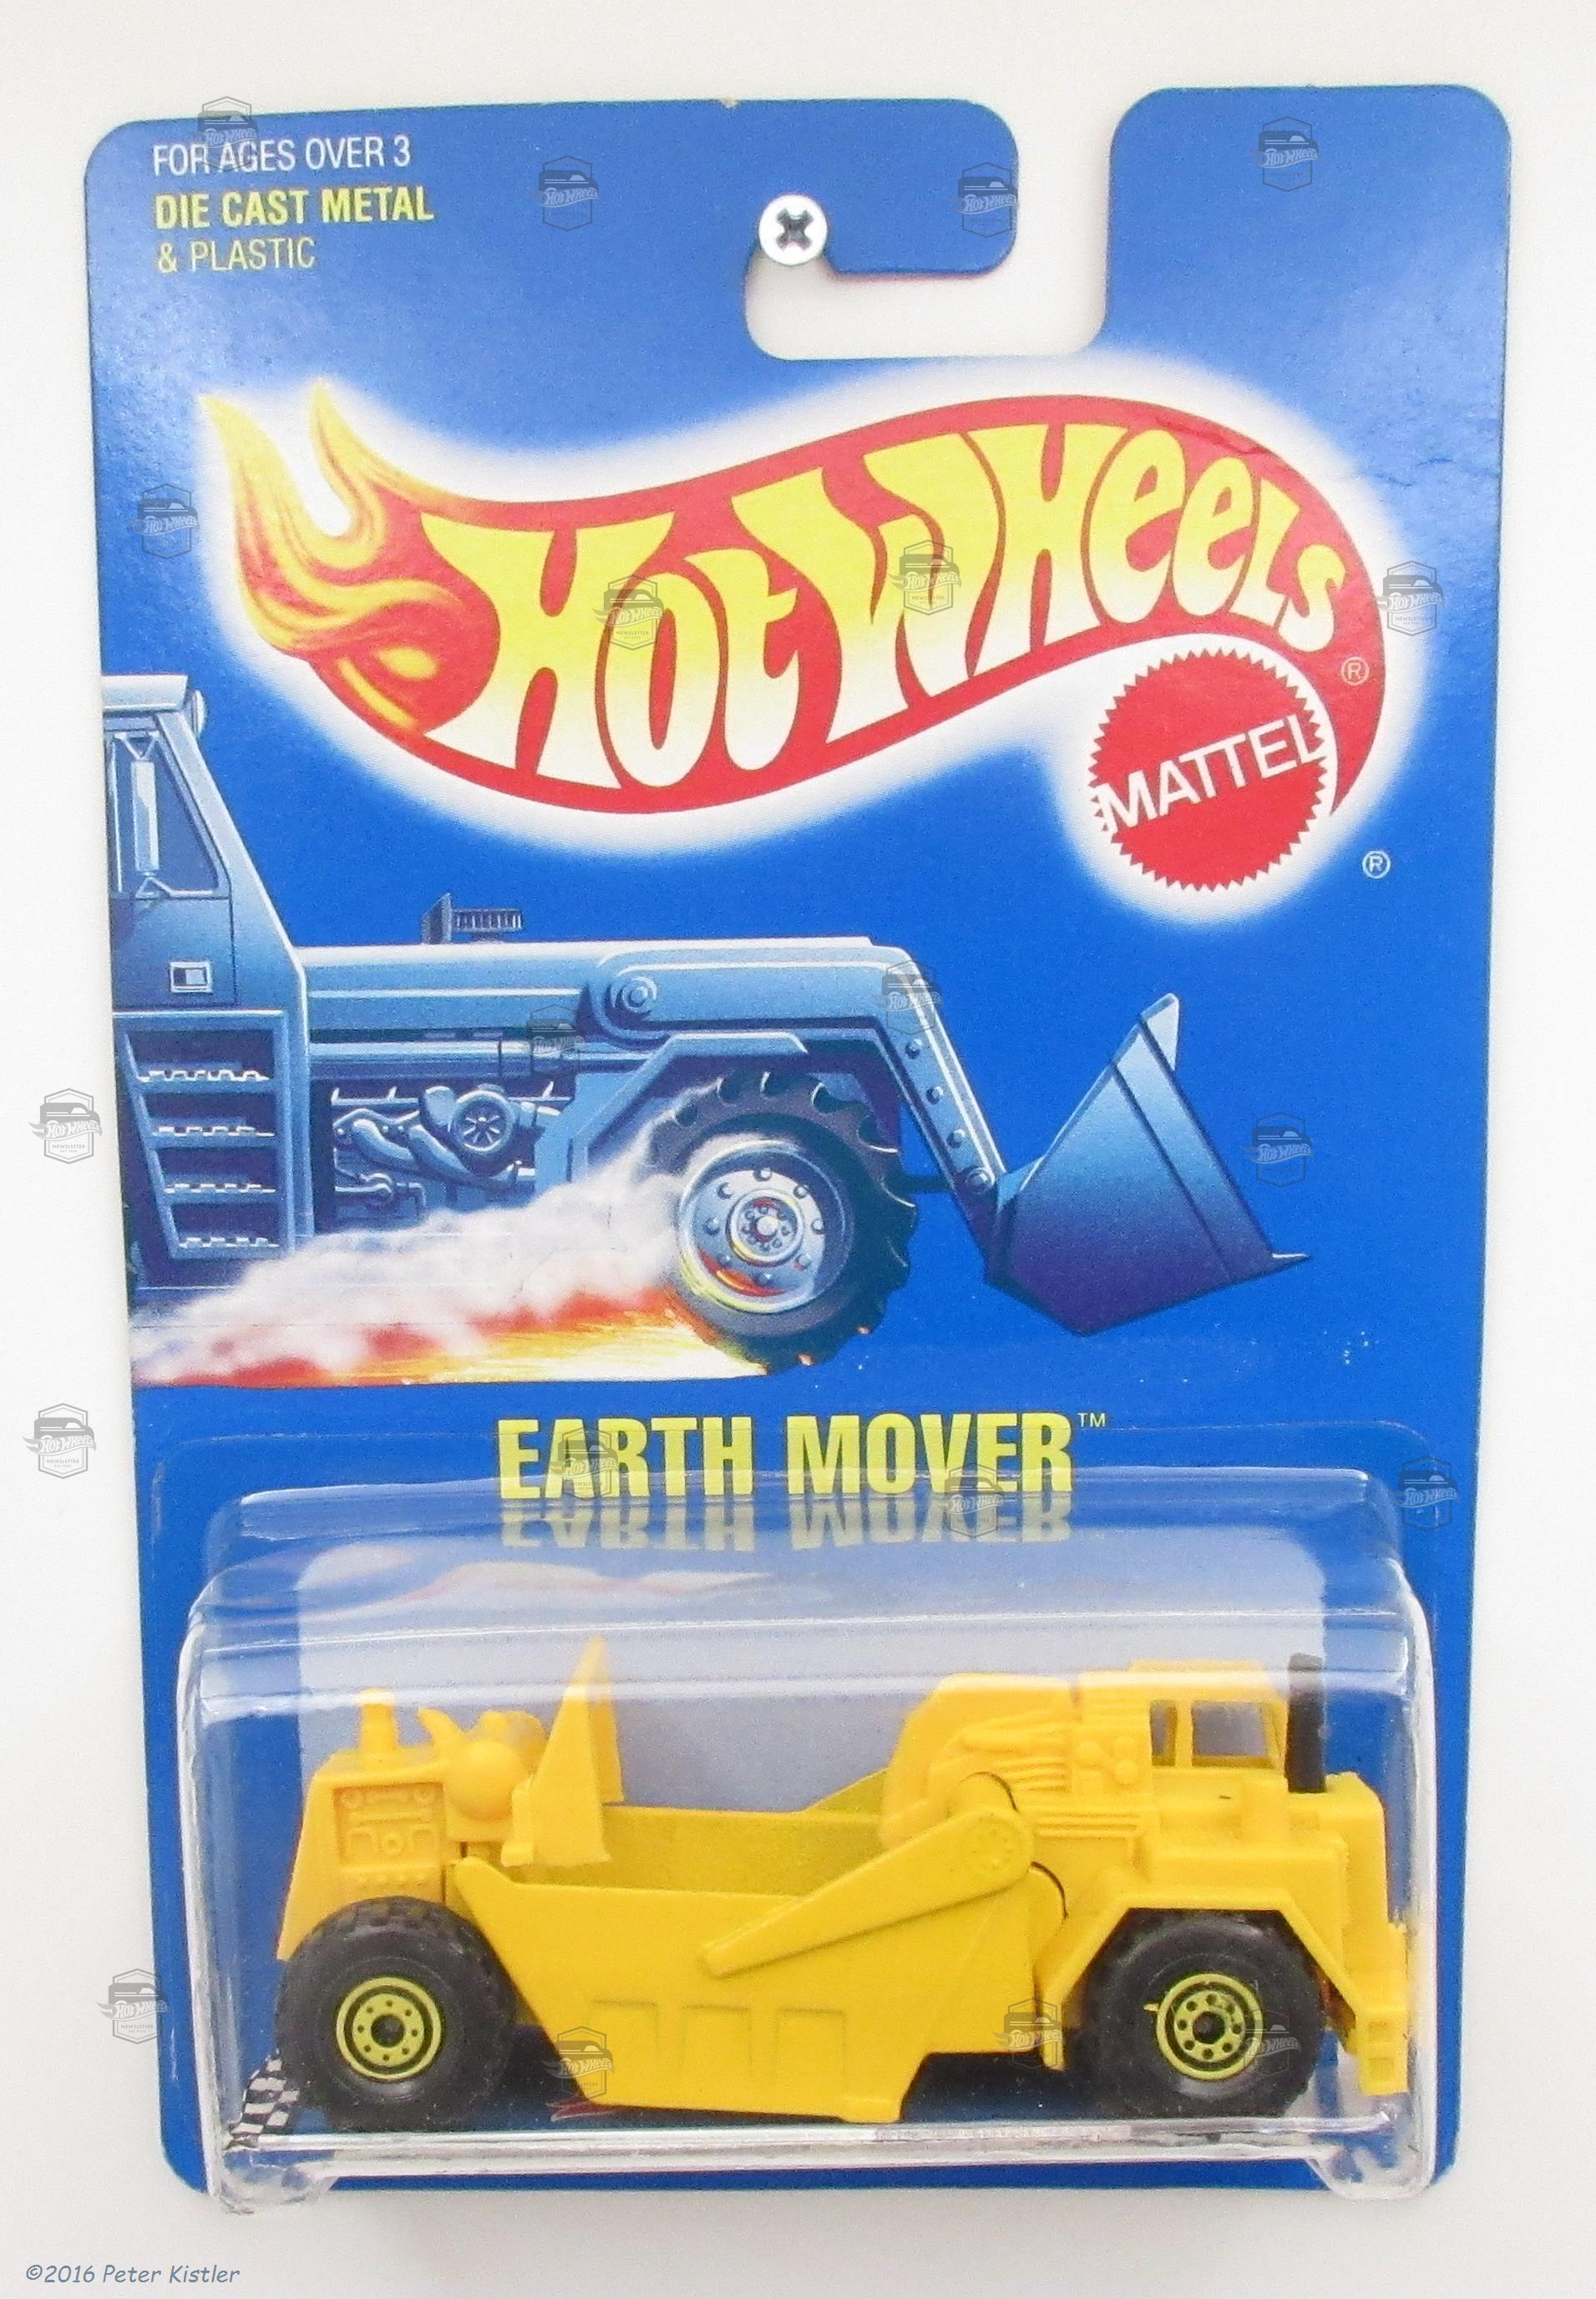 FOR AGES OVER 3
DIE CAST METAL
& PLASTIC
HOT WHEELS®
MATTEL
®
EARTH MOVER™
©2016 Peter Kistler